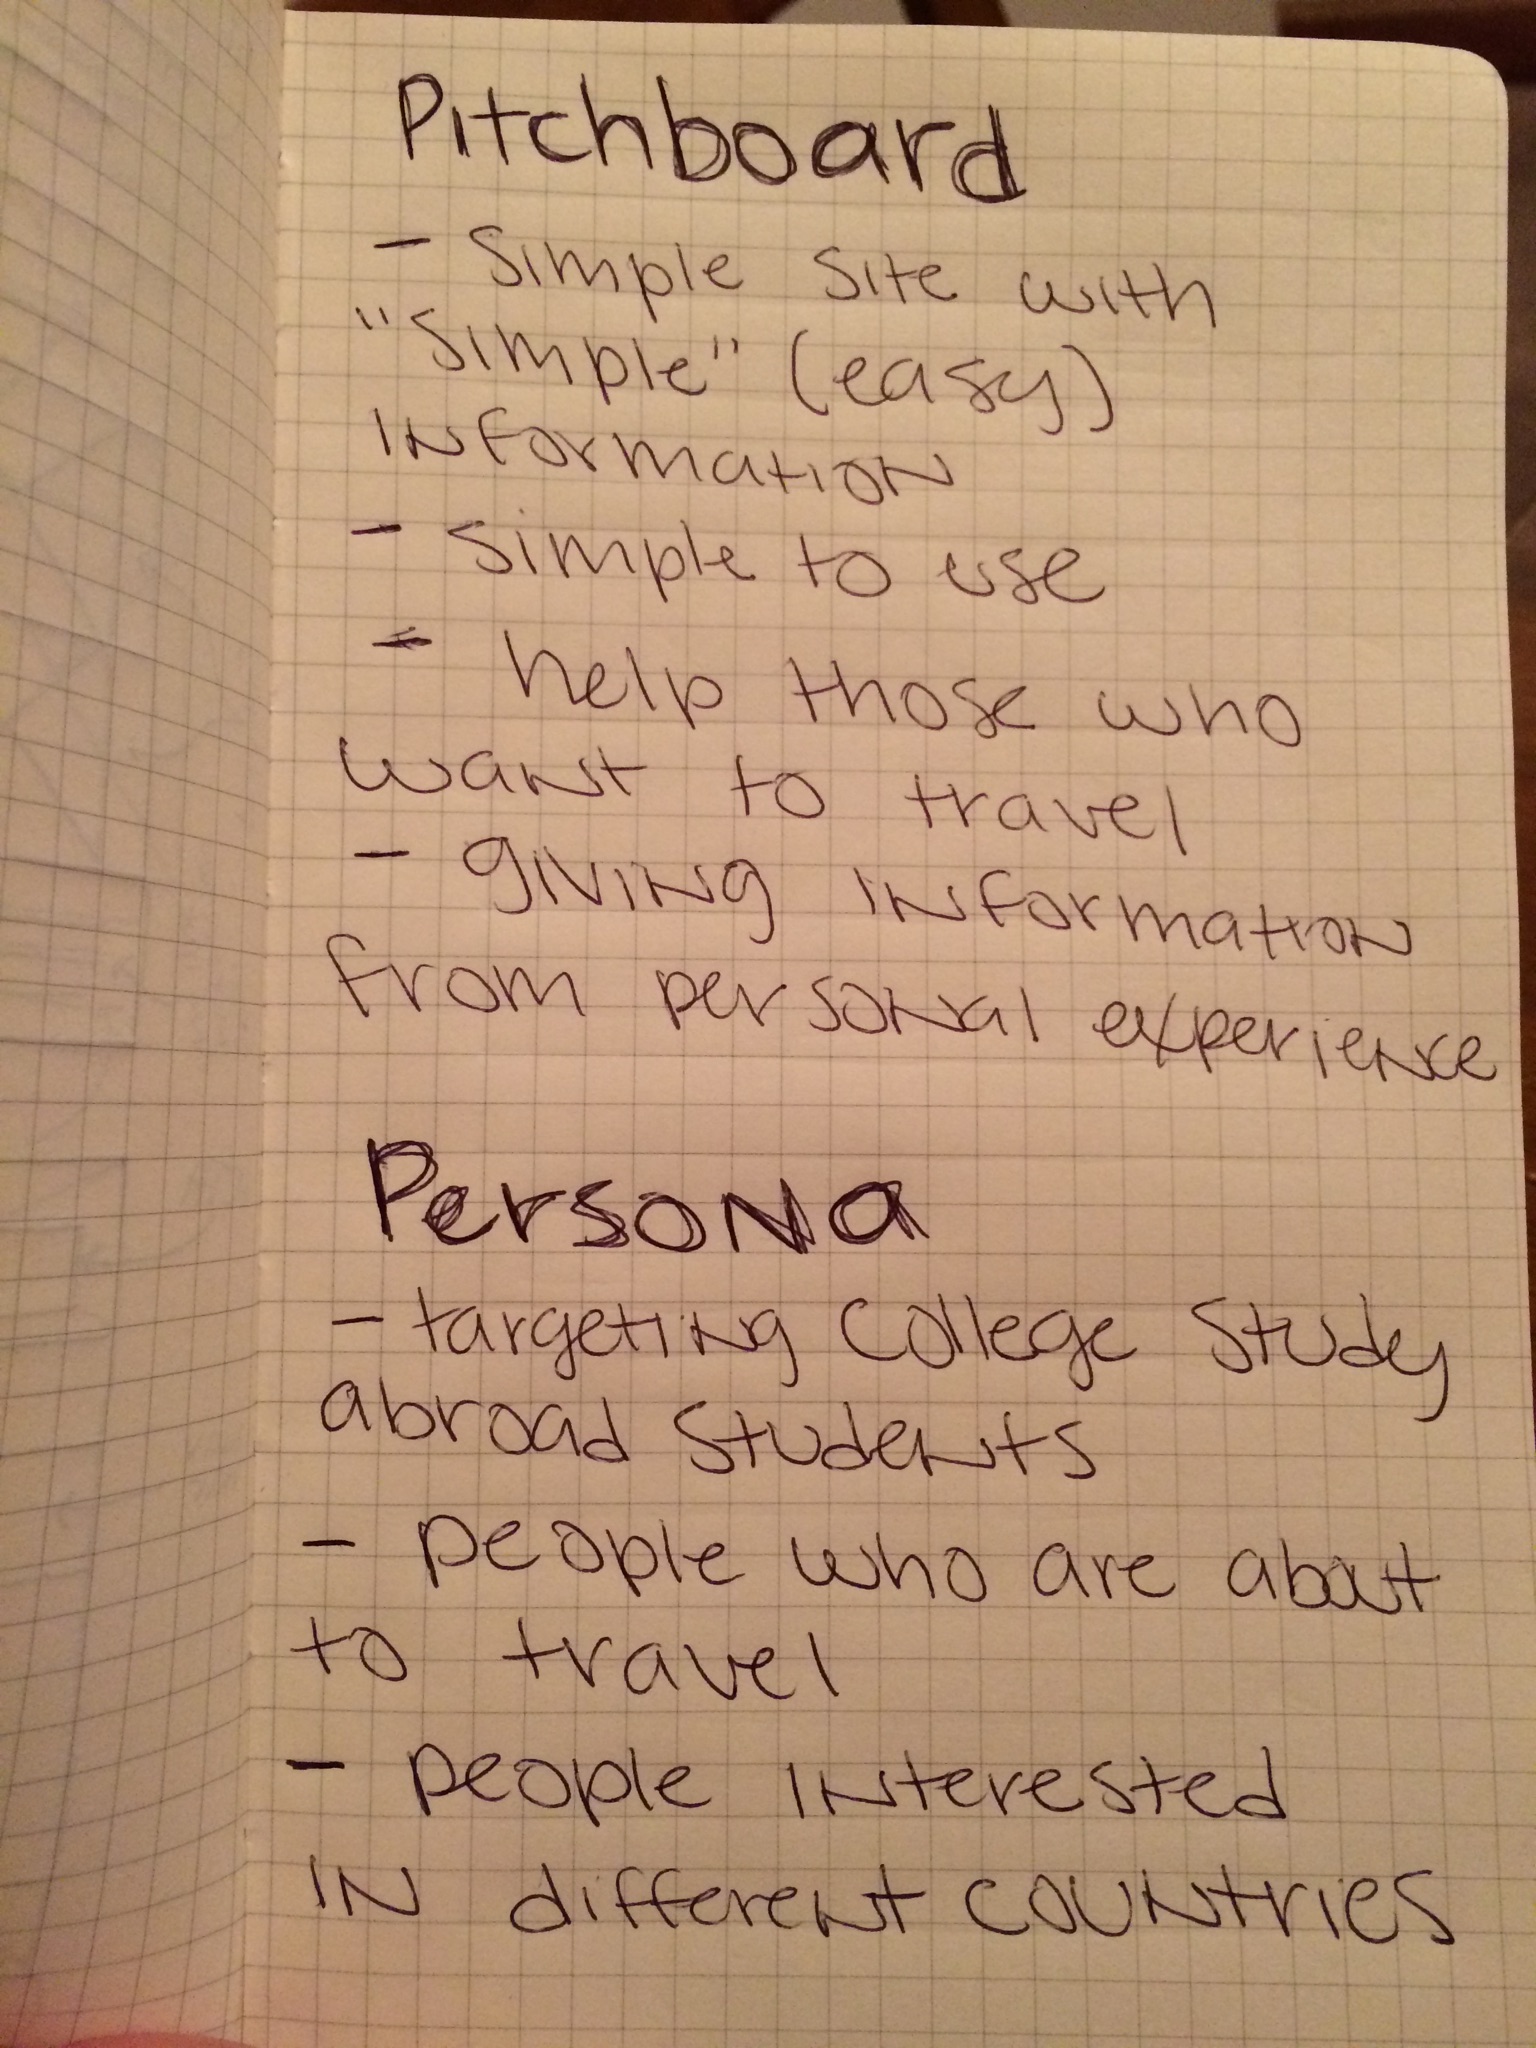 Pitchboard
- Simple site with
"simple" (easy)
information
- simple to use
- help those who
want to travel
- giving information
from personal experience
Persona
- targeting college study
abroad students
- people who are about
to travel
- people interested
in different countries